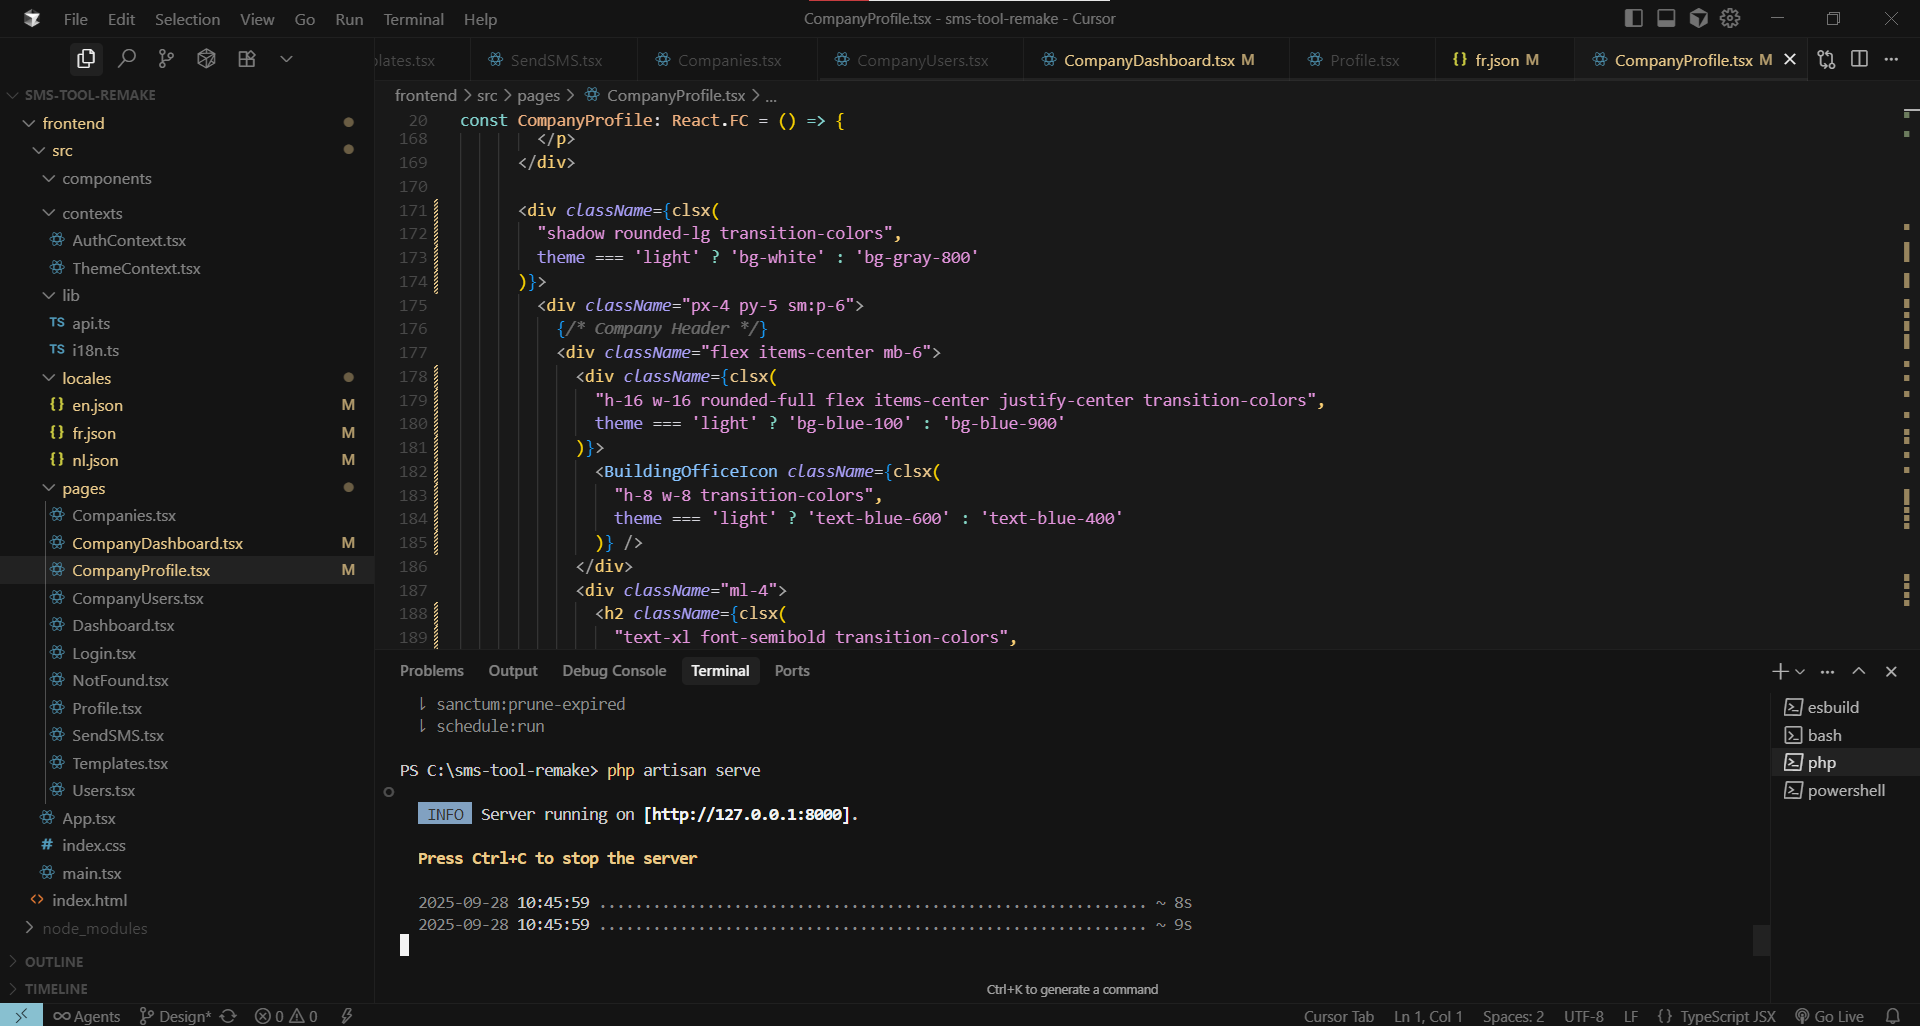 File Edit Selection View Go Run Terminal Help
CompanyProfile.tsx - sms-tool-remake - Cursor
plates.tsx SendSMS.tsx Companies.tsx CompanyUsers.tsx CompanyDashboard.tsx M Profile.tsx {} fr.json M CompanyProfile.tsx M
SMS-TOOL-REMAKE
frontend
src
components
contexts
AuthContext.tsx
ThemeContext.tsx
lib
TS api.ts
TS i18n.ts
locales
{} en.json M
{} fr.json M
{} nl.json M
pages
Companies.tsx
CompanyDashboard.tsx M
CompanyProfile.tsx M
CompanyUsers.tsx
Dashboard.tsx
Login.tsx
NotFound.tsx
Profile.tsx
SendSMS.tsx
Templates.tsx
Users.tsx
App.tsx
# index.css
main.tsx
<> index.html
node_modules
OUTLINE
TIMELINE
frontend > src > pages > CompanyProfile.tsx > ...
20 const CompanyProfile: React.FC = () => {
168 </p>
169 </div>
170
171 <div className={clsx(
172 "shadow rounded-lg transition-colors",
173 theme === 'light' ? 'bg-white' : 'bg-gray-800'
174 )}>
175 <div className="px-4 py-5 sm:p-6">
176 {/* Company Header */}
177 <div className="flex items-center mb-6">
178 <div className={clsx(
179 "h-16 w-16 rounded-full flex items-center justify-center transition-colors",
180 theme === 'light' ? 'bg-blue-100' : 'bg-blue-900'
181 )}>
182 <BuildingOfficeIcon className={clsx(
183 "h-8 w-8 transition-colors",
184 theme === 'light' ? 'text-blue-600' : 'text-blue-400'
185 )} />
186 </div>
187 <div className="ml-4">
188 <h2 className={clsx(
189 "text-xl font-semibold transition-colors",
Problems Output Debug Console Terminal Ports
⇂ sanctum:prune-expired
⇂ schedule:run
PS C:\sms-tool-remake> php artisan serve
INFO Server running on [http://127.0.0.1:8000].
Press Ctrl+C to stop the server
2025-09-28 10:45:59 ............................................................. ~ 8s
2025-09-28 10:45:59 ............................................................. ~ 9s
Ctrl+K to generate a command
esbuild
bash
php
powershell
Agents Design* 0 0 Cursor Tab Ln 1, Col 1 Spaces: 2 UTF-8 LF {} TypeScript JSX Go Live